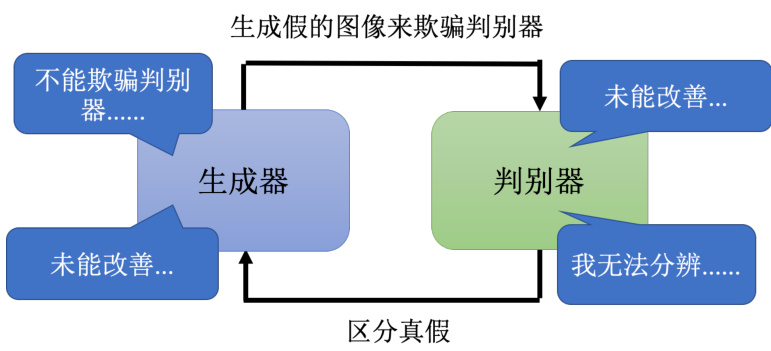 生成假的图像来欺骗判别器
不能欺骗判别
器......
未能改善...
生成器
判别器
未能改善...
我无法分辨......
区分真假